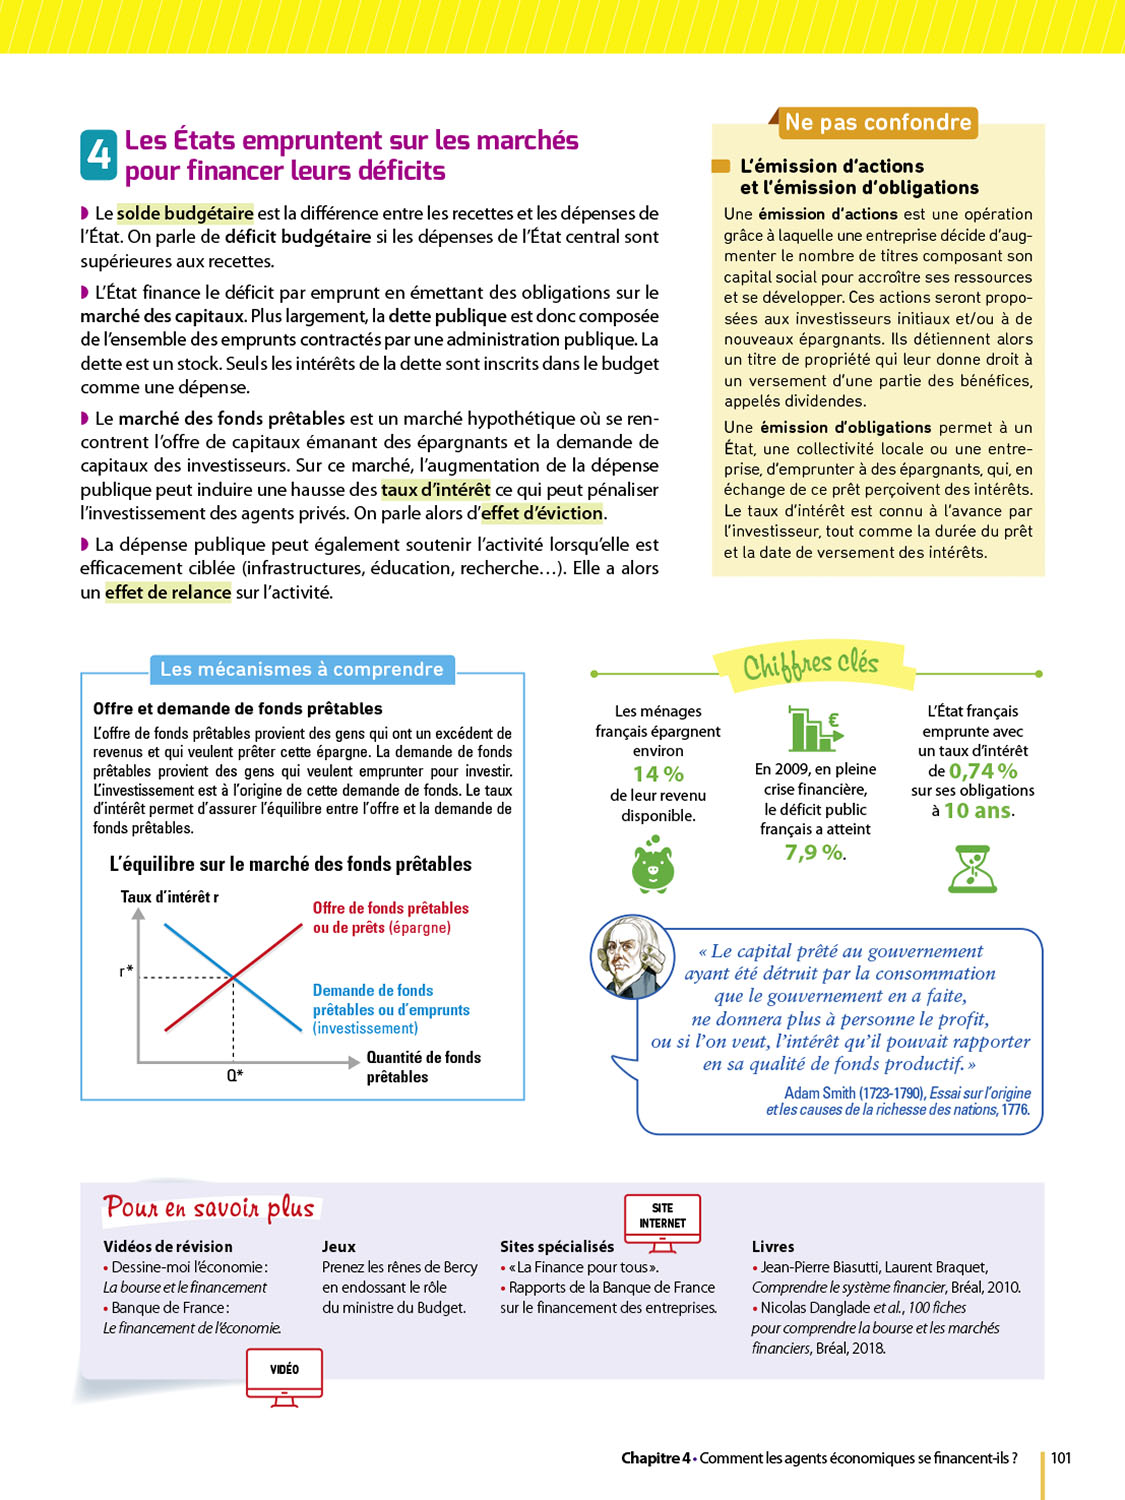 4
Les États empruntent sur les marchés
pour financer leurs déficits
◗ Le solde budgétaire est la différence entre les recettes et les dépenses de
l’État. On parle de déficit budgétaire si les dépenses de l’État central sont
supérieures aux recettes.
◗ L’État finance le déficit par emprunt en émettant des obligations sur le
marché des capitaux. Plus largement, la dette publique est donc composée
de l’ensemble des emprunts contractés par une administration publique. La
dette est un stock. Seuls les intérêts de la dette sont inscrits dans le budget
comme une dépense.
◗ Le marché des fonds prêtables est un marché hypothétique où se ren-
contrent l’offre de capitaux émanant des épargnants et la demande de
capitaux des investisseurs. Sur ce marché, l’augmentation de la dépense
publique peut induire une hausse des taux d’intérêt ce qui peut pénaliser
l’investissement des agents privés. On parle alors d’effet d’éviction.
◗ La dépense publique peut également soutenir l’activité lorsqu’elle est
efficacement ciblée (infrastructures, éducation, recherche…). Elle a alors
un effet de relance sur l’activité.
Ne pas confondre
L’émission d’actions
et l’émission d’obligations
Une émission d’actions est une opération
grâce à laquelle une entreprise décide d’aug-
menter le nombre de titres composant son
capital social pour accroître ses ressources
et se développer. Ces actions seront propo-
sées aux investisseurs initiaux et/ou à de
nouveaux épargnants. Ils détiennent alors
un titre de propriété qui leur donne droit à
un versement d’une partie des bénéfices,
appelés dividendes.
Une émission d’obligations permet à un
État, une collectivité locale ou une entre-
prise, d’emprunter à des épargnants, qui, en
échange de ce prêt perçoivent des intérêts.
Le taux d’intérêt est connu à l’avance par
l’investisseur, tout comme la durée du prêt
et la date de versement des intérêts.
Les mécanismes à comprendre
Offre et demande de fonds prêtables
L’offre de fonds prêtables provient des gens qui ont un excédent de
revenus et qui veulent prêter cette épargne. La demande de fonds
prêtables provient des gens qui veulent emprunter pour investir.
L’investissement est à l’origine de cette demande de fonds. Le taux
d’intérêt permet d’assurer l’équilibre entre l’offre et la demande de
fonds prêtables.
L’équilibre sur le marché des fonds prêtables
Taux d’intérêt r
Offre de fonds prêtables
ou de prêts (épargne)
r*
Demande de fonds
prêtables ou d’emprunts
(investissement)
Quantité de fonds
prêtables
Q*
Chiffres clés
Les ménages
français épargnent
environ
14 %
de leur revenu
disponible.
€
En 2009, en pleine
crise financière,
le déficit public
français a atteint
7,9 %.
L’État français
emprunte avec
un taux d’intérêt
de 0,74 %
sur ses obligations
à 10 ans.
« Le capital prêté au gouvernement
ayant été détruit par la consommation
que le gouvernement en a faite,
ne donnera plus à personne le profit,
ou si l’on veut, l’intérêt qu’il pouvait rapporter
en sa qualité de fonds productif. »
Adam Smith (1723-1790), Essai sur l’origine
et les causes de la richesse des nations, 1776.
Pour en savoir plus
Vidéos de révision
• Dessine-moi l’économie :
La bourse et le financement
• Banque de France :
Le financement de l’économie.
VIDÉO
Jeux
Prenez les rênes de Bercy
en endossant le rôle
du ministre du Budget.
SITE
INTERNET
Sites spécialisés
• « La Finance pour tous ».
• Rapports de la Banque de France
sur le financement des entreprises.
Livres
• Jean-Pierre Biasutti, Laurent Braquet,
Comprendre le système financier, Bréal, 2010.
• Nicolas Danglade et al., 100 fiches
pour comprendre la bourse et les marchés
financiers, Bréal, 2018.
Chapitre 4 • Comment les agents économiques se financent-ils ? 101